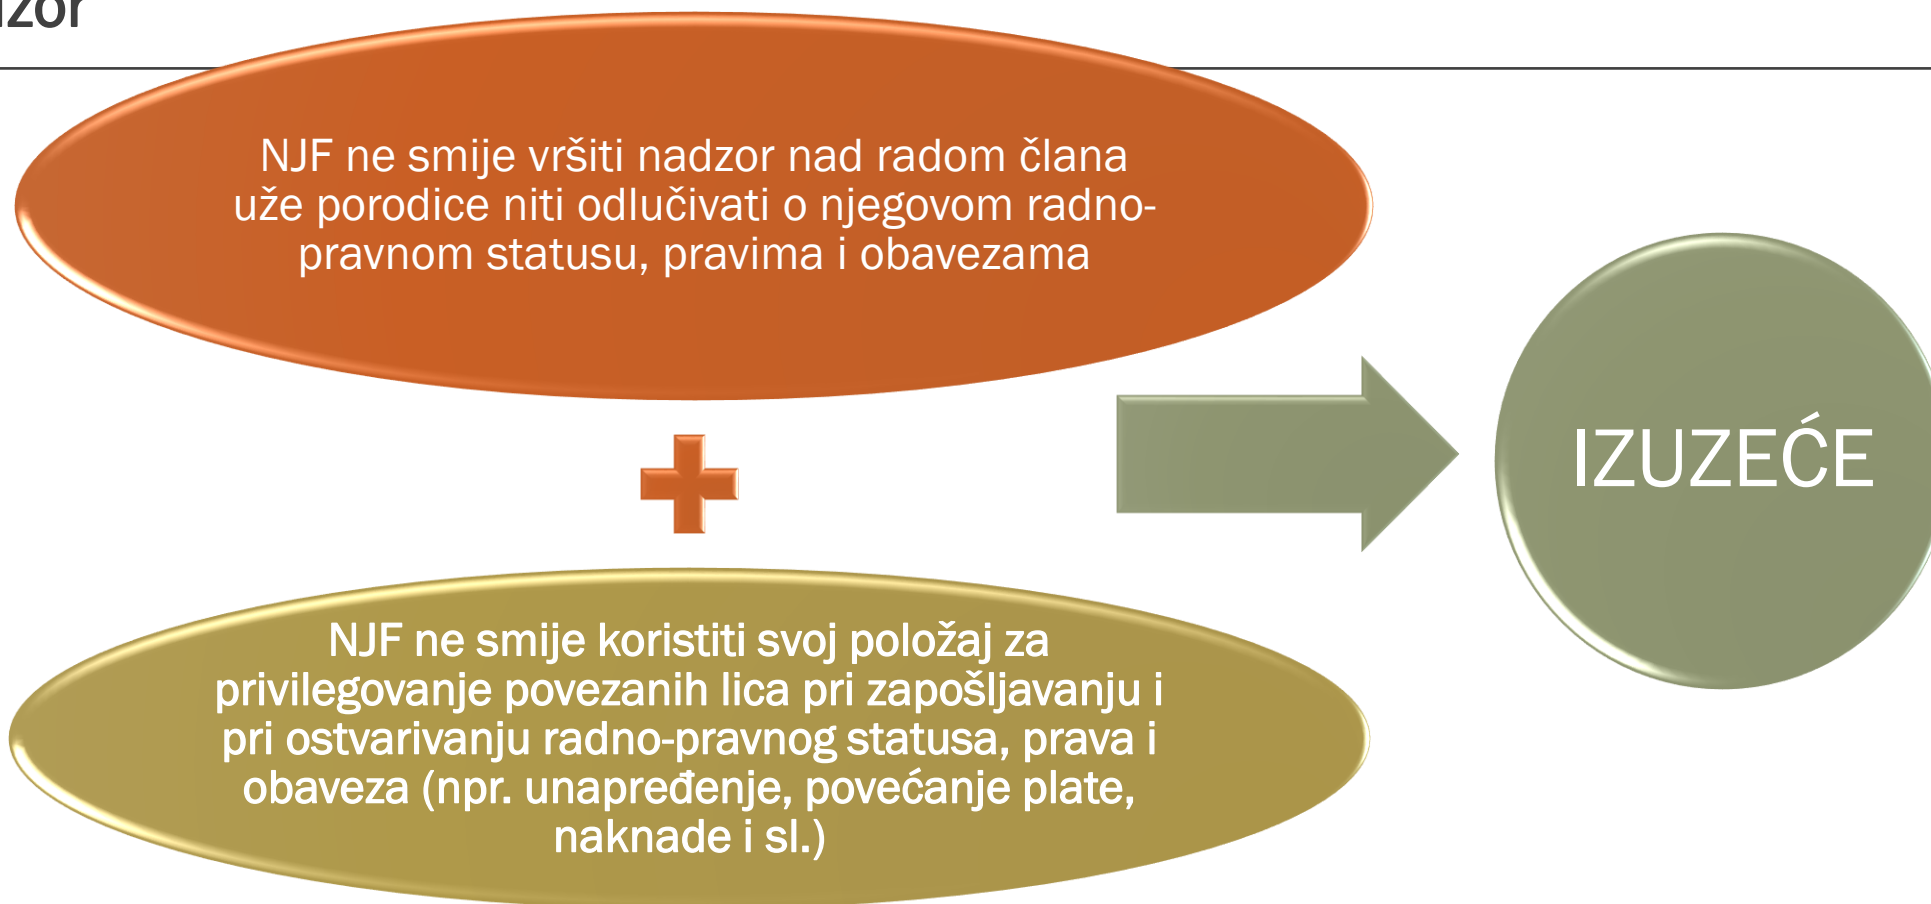 NJF ne smije vršiti nadzor nad radom člana
uže porodice niti odlučivati o njegovom radno-
pravnom statusu, pravima i obavezama
IZUZEĆE
NJF ne smije koristiti svoj položaj za
privilegovanje povezanih lica pri zapošljavanju i
pri ostvarivanju radno-pravnog statusa, prava i
obaveza (npr. unapređenje, povećanje plate,
naknade i sl.)